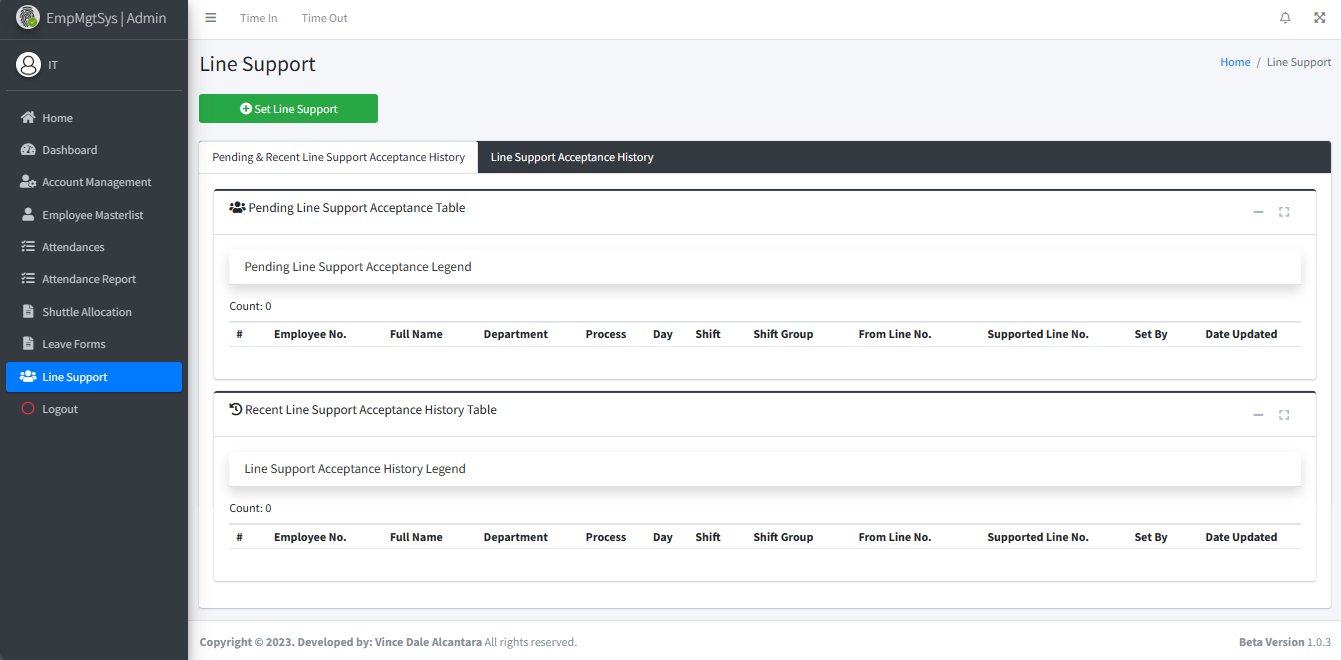 EmpMgtSys | Admin
Time In Time Out
IT
Line Support
Home / Line Support
Set Line Support
Home
Dashboard
Account Management
Employee Masterlist
Attendances
Attendance Report
Shuttle Allocation
Leave Forms
Line Support
Logout
Pending & Recent Line Support Acceptance History Line Support Acceptance History
Pending Line Support Acceptance Table
Pending Line Support Acceptance Legend
Count: 0
# Employee No. Full Name Department Process Day Shift Shift Group From Line No. Supported Line No. Set By Date Updated
Recent Line Support Acceptance History Table
Line Support Acceptance History Legend
Count: 0
# Employee No. Full Name Department Process Day Shift Shift Group From Line No. Supported Line No. Set By Date Updated
Copyright © 2023. Developed by: Vince Dale Alcantara All rights reserved. Beta Version 1.0.3